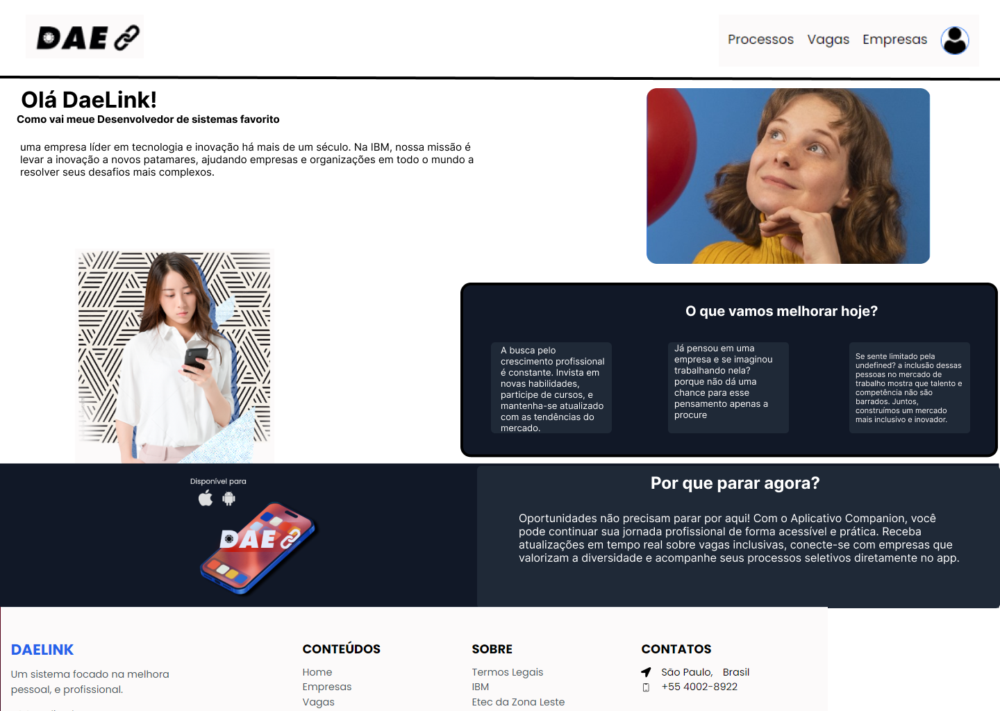 DAE
Processos Vagas Empresas
Olá DaeLink!
Como vai meue Desenvolvedor de sistemas favorito
uma empresa líder em tecnologia e inovação há mais de um século. Na IBM, nossa missão é
levar a inovação a novos patamares, ajudando empresas e organizações em todo o mundo a
resolver seus desafios mais complexos.
O que vamos melhorar hoje?
A busca pelo
crescimento profissional
é constante. Invista em
novas habilidades,
participe de cursos, e
mantenha-se atualizado
com as tendências do
mercado.
Já pensou em uma
empresa e se imaginou
trabalhando nela?
porque não dá uma
chance para esse
pensamento apenas a
procure
Se sente limitado pela
undefined? a inclusão dessas
pessoas no mercado de
trabalho mostra que talento e
competência não são
barrados. Juntos,
construímos um mercado
mais inclusivo e inovador.
Disponível para
DAE
Por que parar agora?
Oportunidades não precisam parar por aqui! Com o Aplicativo Companion, você
pode continuar sua jornada profissional de forma acessível e prática. Receba
atualizações em tempo real sobre vagas inclusivas, conecte-se com empresas que
valorizam a diversidade e acompanhe seus processos seletivos diretamente no app.
DAELINK
Um sistema focado na melhora
pessoal, e profissional.
CONTEÚDOS
Home
Empresas
Vagas
SOBRE
Termos Legais
IBM
Etec da Zona Leste
CONTATOS
São Paulo, Brasil
+55 4002-8922